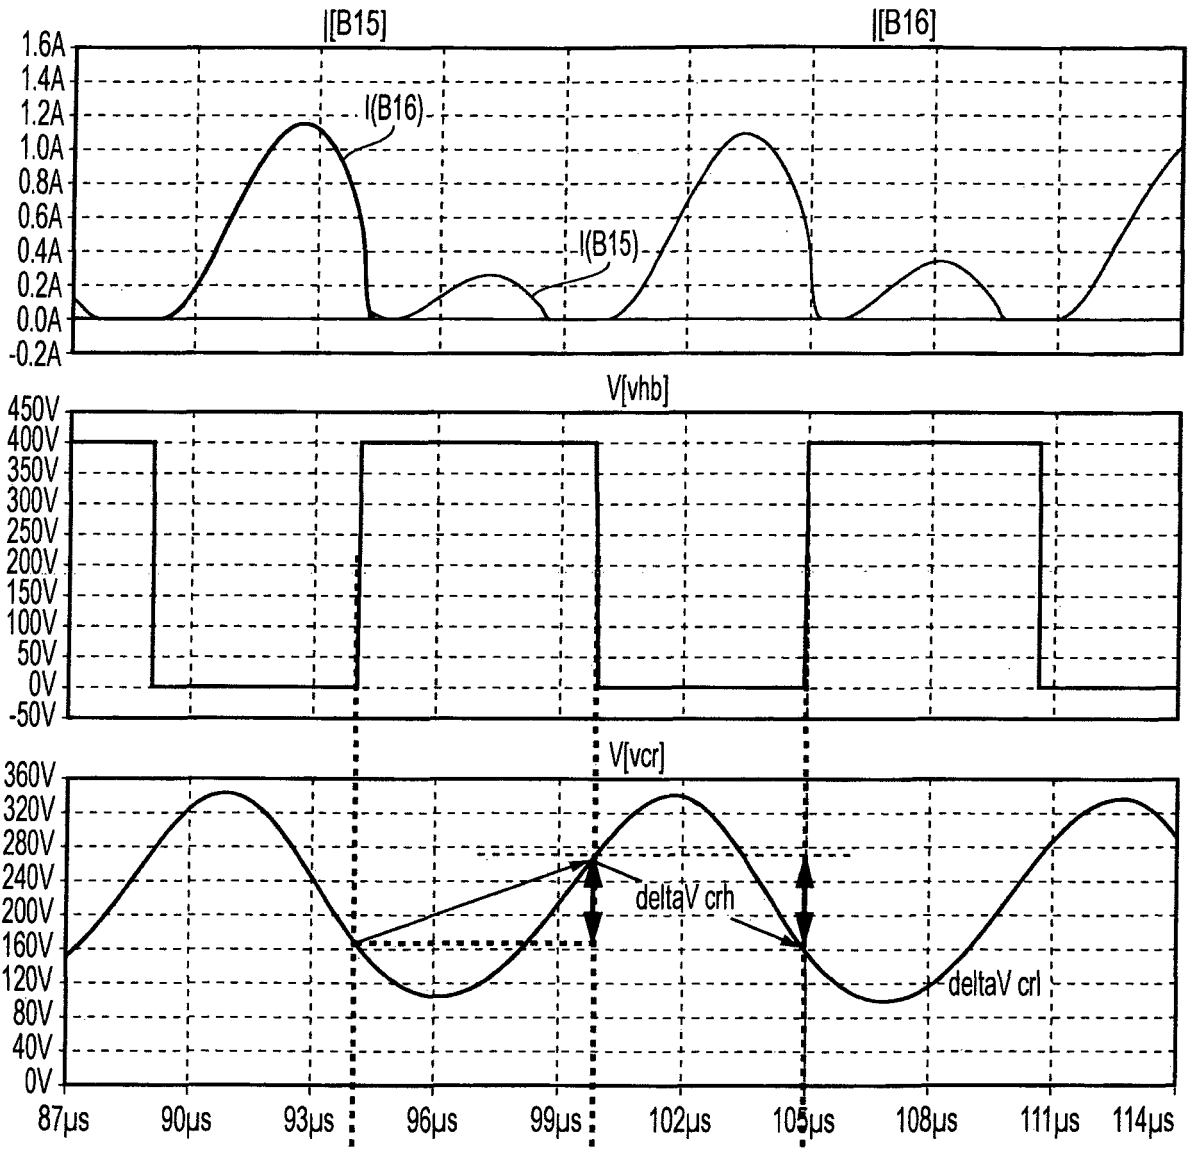 I[B15] I[B16]
1.6A
1.4A
1.2A
1.0A
0.8A
0.6A
0.4A
0.2A
0.0A
-0.2A
I(B16)
I(B15)
V[vhb]
450V
400V
350V
300V
250V
200V
150V
100V
50V
0V
-50V
V[vcr]
360V
320V
280V
240V
200V
160V
120V
80V
40V
0V
deltaV crh
deltaV crl
87µs 90µs 93µs 96µs 99µs 102µs 105µs 108µs 111µs 114µs